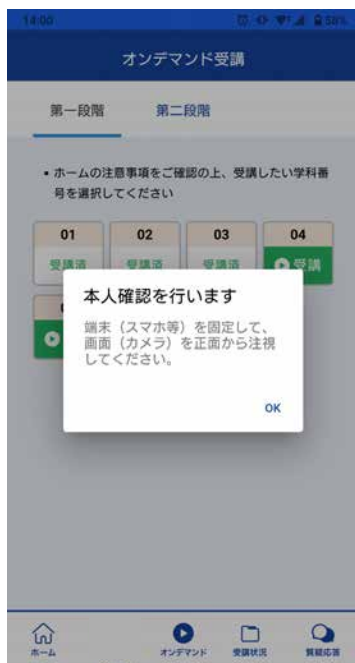 14:00
58%
オンデマンド受講
第一段階 第二段階
• ホームの注意事項をご確認の上、受講したい学科番
号を選択してください
01 02 03 04
受講済 受講済 受講済 受講
本人確認を行います
端末（スマホ等）を固定して、
画面（カメラ）を正面から注視
してください。
OK
ホーム オンデマンド 受講状況 質疑応答